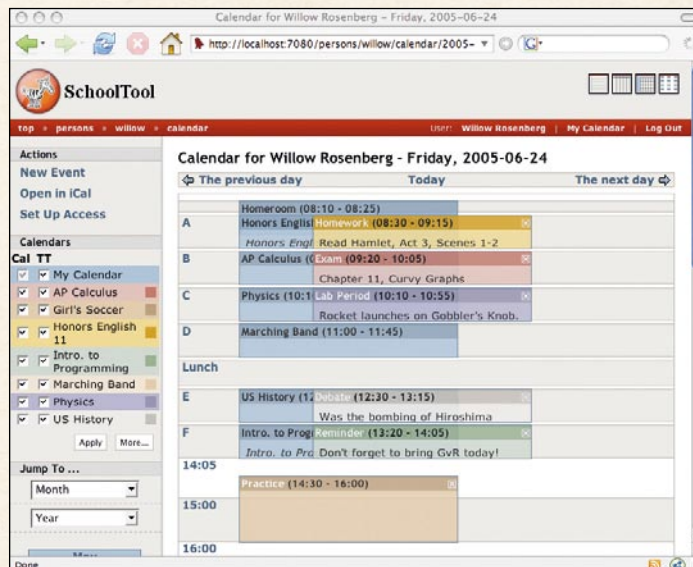 Calendar for Willow Rosenberg – Friday, 2005-06-24
http://localhost:7080/persons/willow/calendar/2005-
SchoolTool
top » persons » willow » calendar
User: Willow Rosenberg | My Calendar | Log Out
Actions
New Event
Open in iCal
Set Up Access
Calendars
Cal TT
My Calendar
AP Calculus
Girl's Soccer
Honors English
11
Intro. to
Programming
Marching Band
Physics
US History
Apply More...
Jump To ...
Month
Year
Calendar for Willow Rosenberg - Friday, 2005-06-24
The previous day Today The next day
Homeroom (08:10 - 08:25)
A Honors Englis Homework (08:30 - 09:15)
Honors Engl Read Hamlet, Act 3, Scenes 1-2
B AP Calculus (0 Exam (09:20 - 10:05)
Chapter 11, Curvy Graphs
C Physics (10:1 Lab Period (10:10 - 10:55)
Rocket launches on Gobbler's Knob.
D Marching Band (11:00 - 11:45)
Lunch
E US History (12 Debate (12:30 - 13:15)
Was the bombing of Hiroshima
F Intro. to Prog Reminder (13:20 - 14:05)
Intro. to Pro Don't forget to bring GvR today!
14:05
Practice (14:30 - 16:00)
15:00
16:00
Done